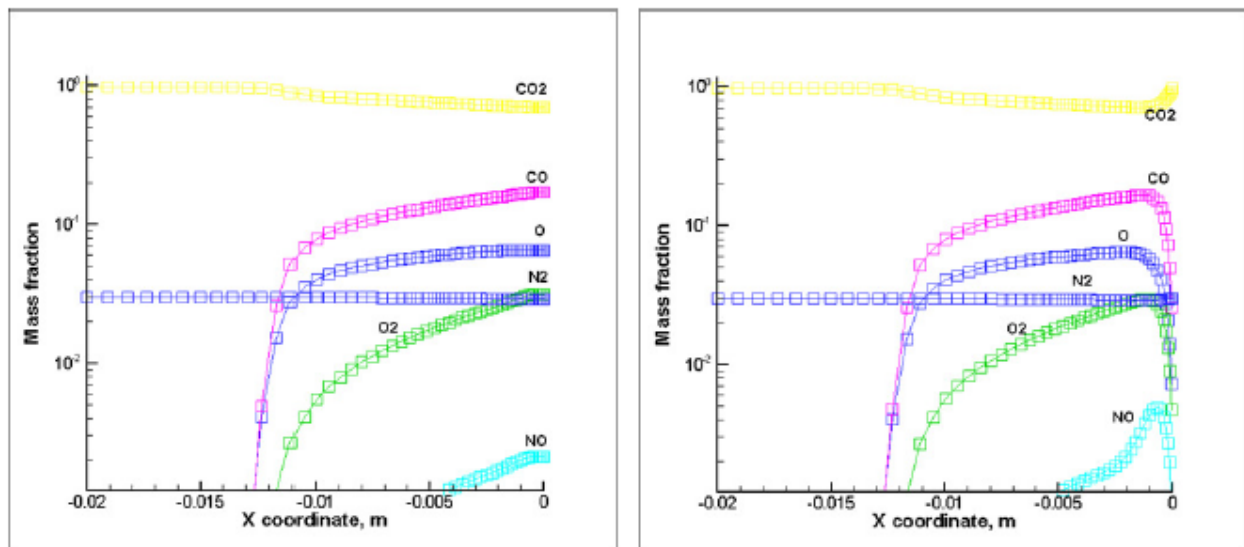 10⁰
CO2
CO
10⁻¹
O
N2
O2
10⁻²
NO
Mass fraction
-0.02 -0.015 -0.01 -0.005 0
X coordinate, m
10⁰
CO2
CO
10⁻¹
O
N2
O2
10⁻²
NO
Mass fraction
-0.02 -0.015 -0.01 -0.005 0
X coordinate, m